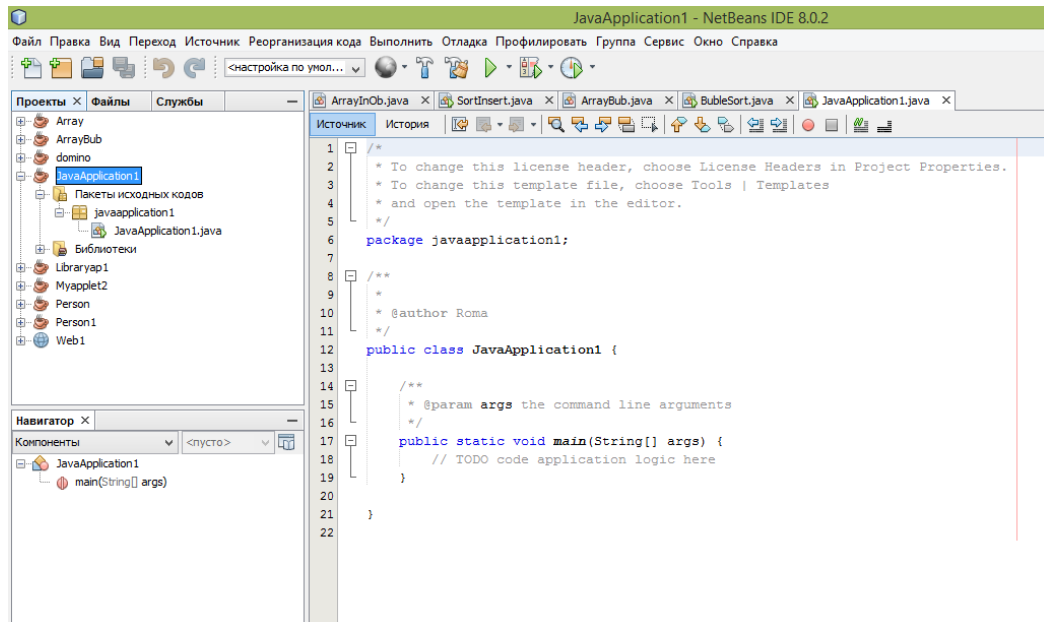 JavaApplication1 - NetBeans IDE 8.0.2
Файл Правка Вид Переход Источник Реорганизация кода Выполнить Отладка Профилировать Группа Сервис Окно Справка
<настройка по умол...
Проекты Файлы Службы
ArrayInOb.java SortInsert.java ArrayBub.java BubleSort.java JavaApplication1.java
Источник История
Array
ArrayBub
domino
JavaApplication1
Пакеты исходных кодов
javaapplication1
JavaApplication1.java
Библиотеки
Libraryap1
Myapplet2
Person
Person1
Web1
Навигатор
Компоненты <пусто>
JavaApplication1
main(String[] args)
1 /*
2 * To change this license header, choose License Headers in Project Properties.
3 * To change this template file, choose Tools | Templates
4 * and open the template in the editor.
5 */
6 package javaapplication1;
7
8 /**
9 *
10 * @author Roma
11 */
12 public class JavaApplication1 {
13
14 /**
15 * @param args the command line arguments
16 */
17 public static void main(String[] args) {
18 // TODO code application logic here
19 }
20
21 }
22